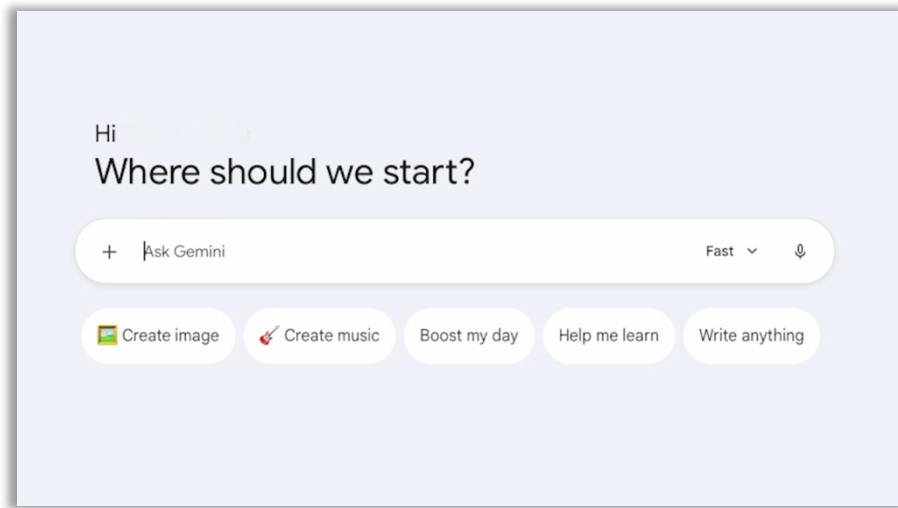 Hi
Where should we start?
Ask Gemini
Fast
Create image
Create music
Boost my day
Help me learn
Write anything